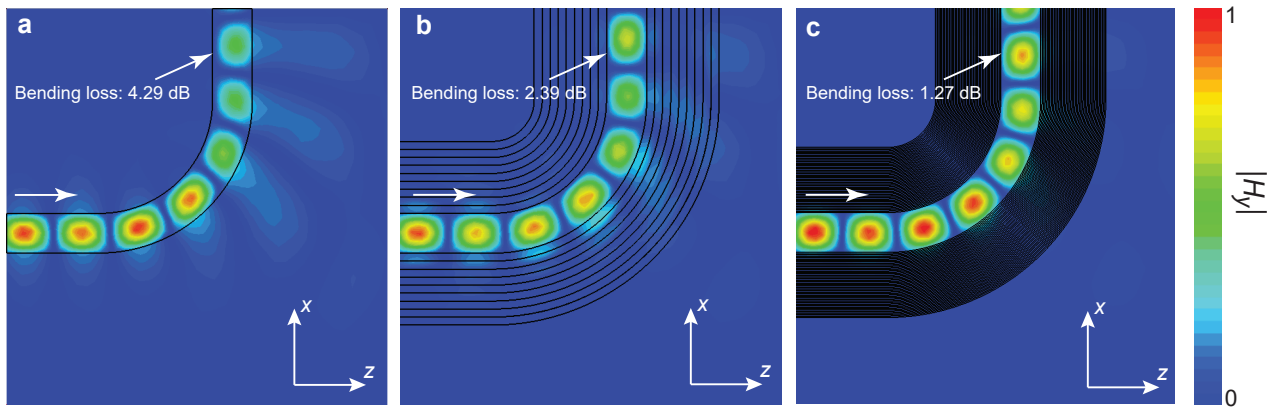 a
Bending loss: 4.29 dB
x
z
b
Bending loss: 2.39 dB
x
z
c
Bending loss: 1.27 dB
x
z
1
|Hy|
0